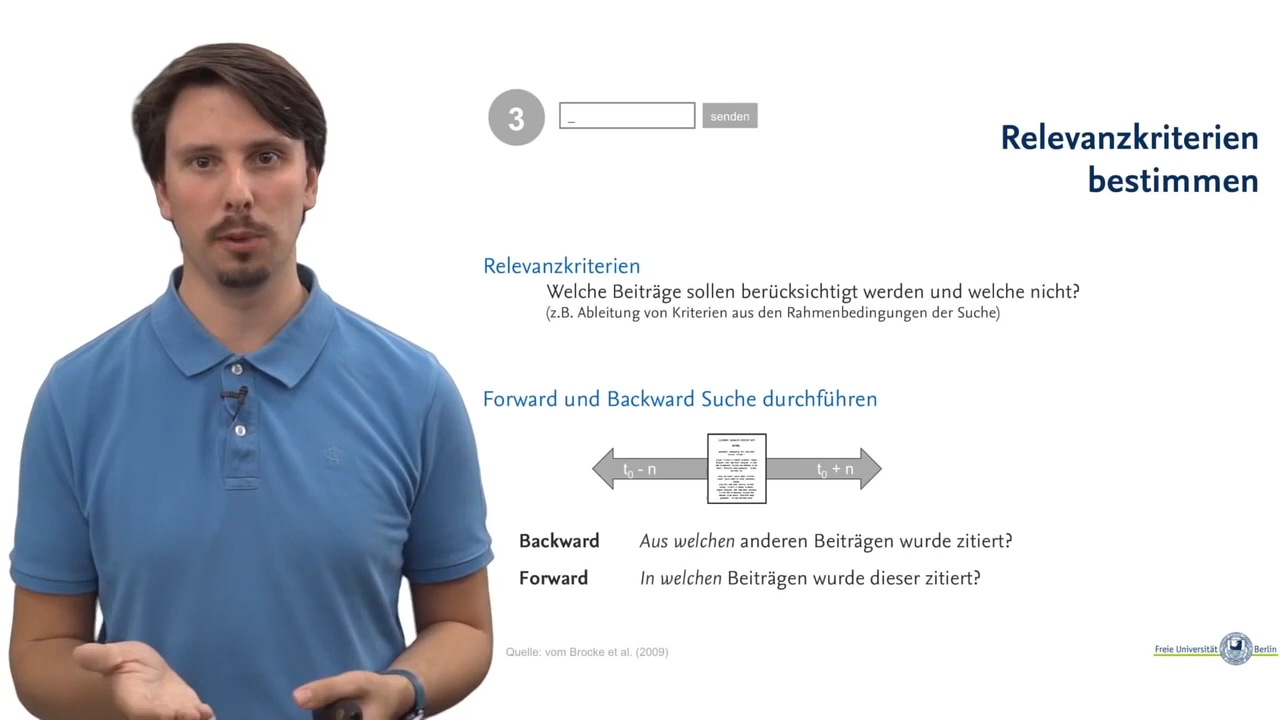 3
_
senden
Relevanzkriterien
bestimmen
Relevanzkriterien
Welche Beiträge sollen berücksichtigt werden und welche nicht?
(z.B. Ableitung von Kriterien aus den Rahmenbedingungen der Suche)
Forward und Backward Suche durchführen
t₀ - n
t₀ + n
Backward Aus welchen anderen Beiträgen wurde zitiert?
Forward In welchen Beiträgen wurde dieser zitiert?
Quelle: vom Brocke et al. (2009)
Freie Universität Berlin